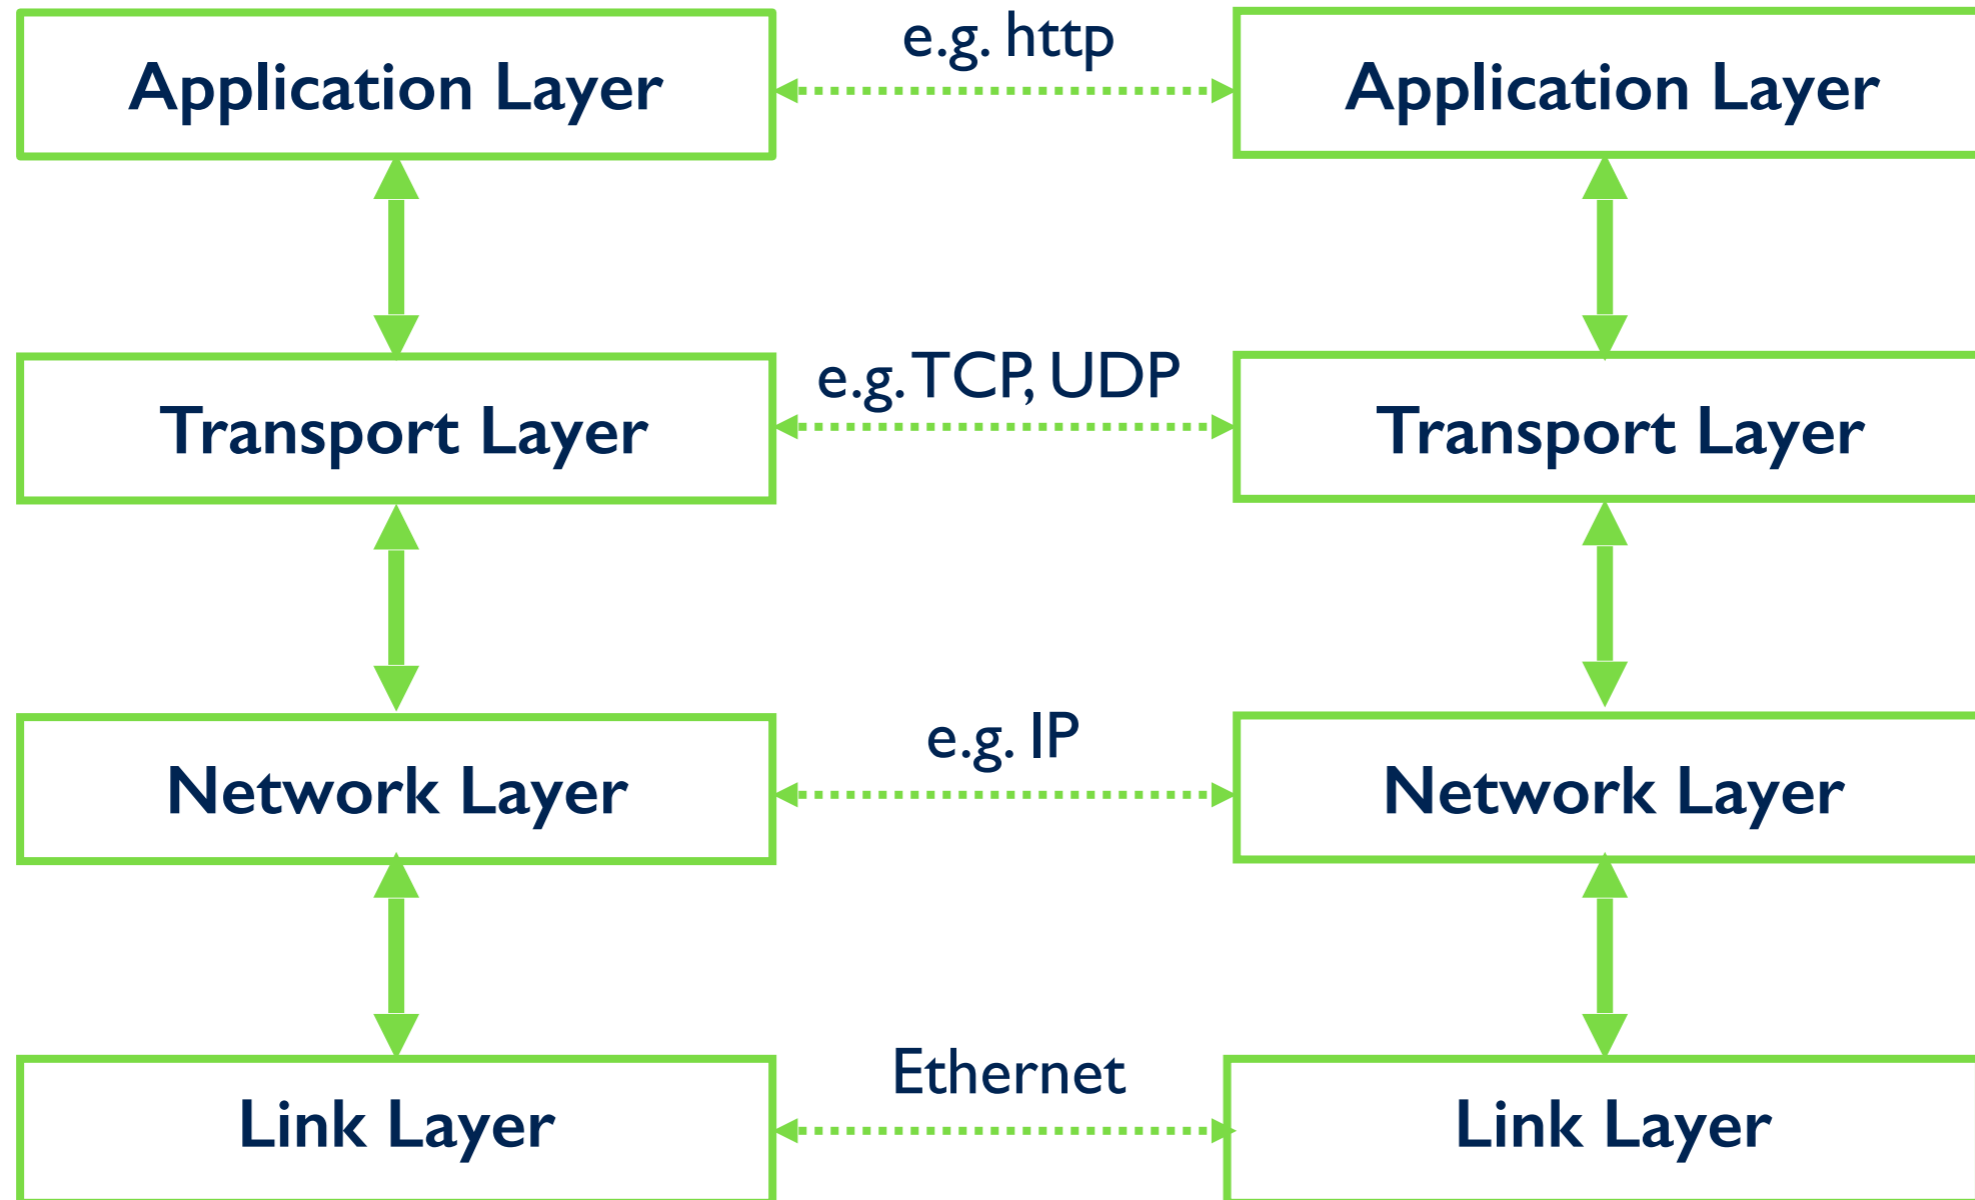 Application Layer
e.g. http
Application Layer
Transport Layer
e.g. TCP, UDP
Transport Layer
Network Layer
e.g. IP
Network Layer
Link Layer
Ethernet
Link Layer